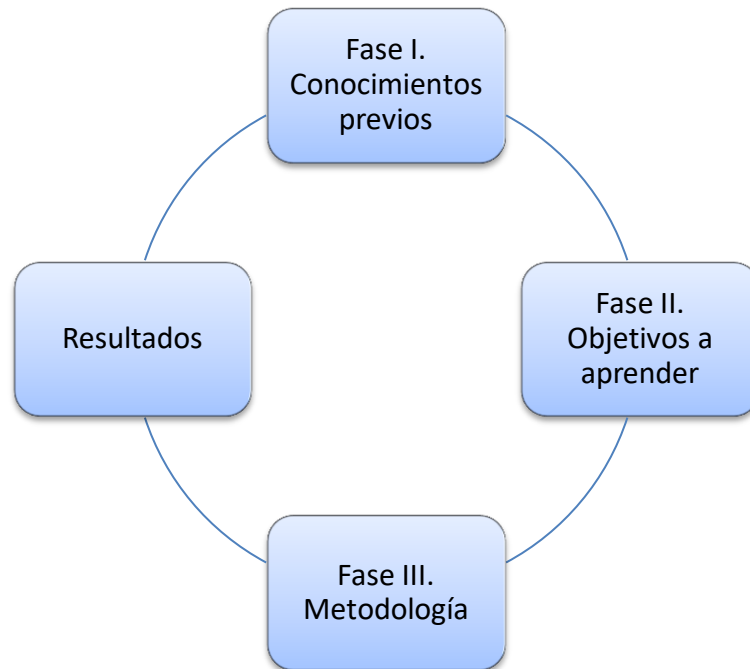 Fase I.
Conocimientos
previos
Fase II.
Objetivos a
aprender
Fase III.
Metodología
Resultados